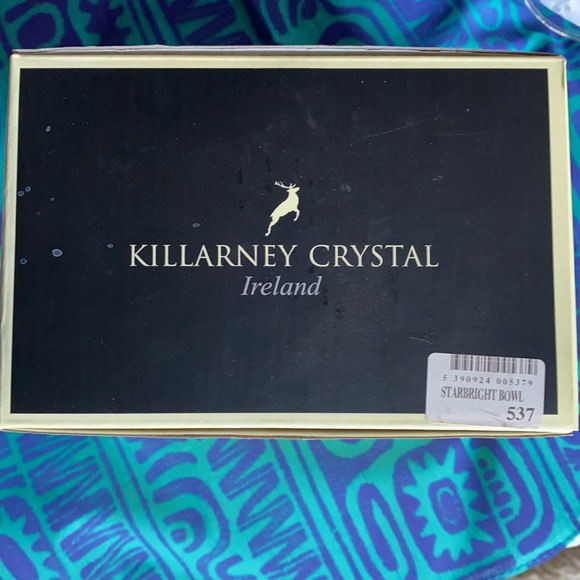 KILLARNEY CRYSTAL
Ireland
5 390924 005379
STARBRIGHT BOWL
537